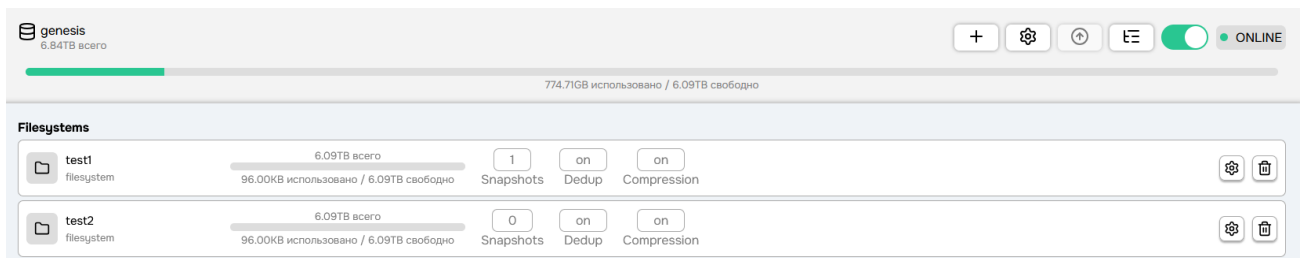 genesis
6.84TB всего
ONLINE
774.71GB использовано / 6.09TB свободно
Filesystems
test1
filesystem
6.09TB всего
96.00KB использовано / 6.09TB свободно
1
Snapshots
on
Dedup
on
Compression
test2
filesystem
6.09TB всего
96.00KB использовано / 6.09TB свободно
0
Snapshots
on
Dedup
on
Compression